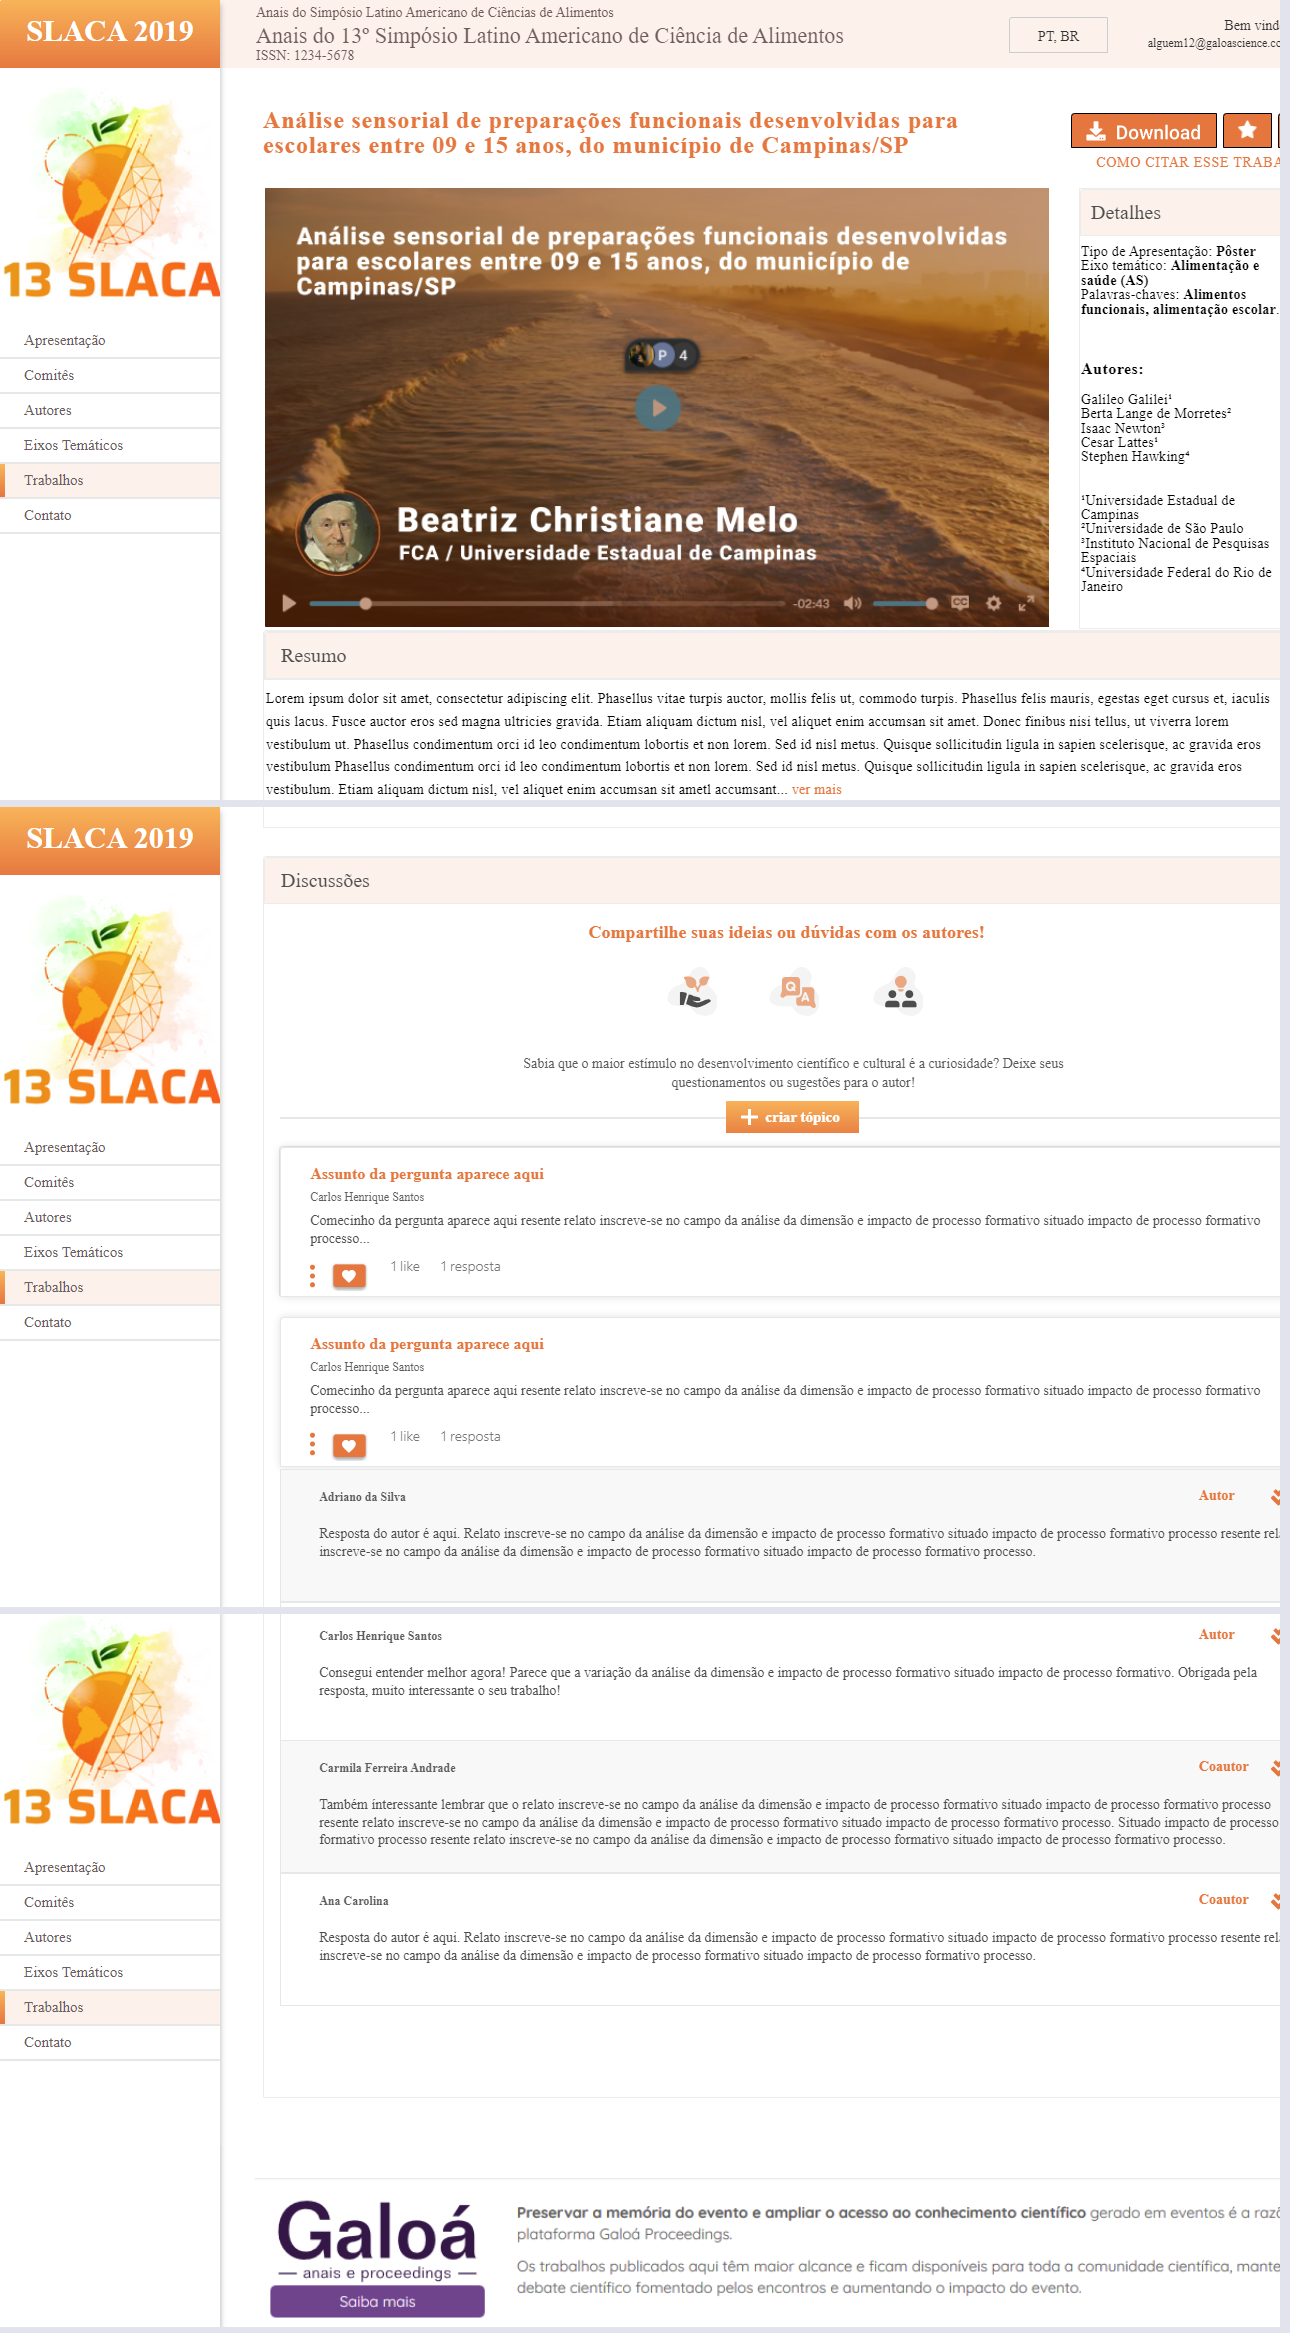 SLACA 2019
Anais do Simpósio Latino Americano de Ciências de Alimentos
Anais do 13º Simpósio Latino Americano de Ciência de Alimentos
ISSN: 1234-5678
PT, BR
Bem vind
alguem12@galoascience.co
13 SLACA
Apresentação
Comitês
Autores
Eixos Temáticos
Trabalhos
Contato
Análise sensorial de preparações funcionais desenvolvidas para
escolares entre 09 e 15 anos, do município de Campinas/SP
Download
COMO CITAR ESSE TRABA
Análise sensorial de preparações funcionais desenvolvidas
para escolares entre 09 e 15 anos, do município de
Campinas/SP
P 4
Beatriz Christiane Melo
FCA / Universidade Estadual de Campinas
-02:43
CC
Detalhes
Tipo de Apresentação: Pôster
Eixo temático: Alimentação e
saúde (AS)
Palavras-chaves: Alimentos
funcionais, alimentação escolar.
Autores:
Galileo Galilei¹
Berta Lange de Morretes²
Isaac Newton³
Cesar Lattes¹
Stephen Hawking⁴
¹Universidade Estadual de
Campinas
²Universidade de São Paulo
³Instituto Nacional de Pesquisas
Espaciais
⁴Universidade Federal do Rio de
Janeiro
Resumo
Lorem ipsum dolor sit amet, consectetur adipiscing elit. Phasellus vitae turpis auctor, mollis felis ut, commodo turpis. Phasellus felis mauris, egestas eget cursus et, iaculis
quis lacus. Fusce auctor eros sed magna ultricies gravida. Etiam aliquam dictum nisl, vel aliquet enim accumsan sit amet. Donec finibus nisi tellus, ut viverra lorem
vestibulum ut. Phasellus condimentum orci id leo condimentum lobortis et non lorem. Sed id nisl metus. Quisque sollicitudin ligula in sapien scelerisque, ac gravida eros
vestibulum Phasellus condimentum orci id leo condimentum lobortis et non lorem. Sed id nisl metus. Quisque sollicitudin ligula in sapien scelerisque, ac gravida eros
vestibulum. Etiam aliquam dictum nisl, vel aliquet enim accumsan sit ametl accumsant... ver mais
SLACA 2019
13 SLACA
Apresentação
Comitês
Autores
Eixos Temáticos
Trabalhos
Contato
Discussões
Compartilhe suas ideias ou dúvidas com os autores!
Q A
Sabia que o maior estímulo no desenvolvimento científico e cultural é a curiosidade? Deixe seus
questionamentos ou sugestões para o autor!
criar tópico
Assunto da pergunta aparece aqui
Carlos Henrique Santos
Comecinho da pergunta aparece aqui resente relato inscreve-se no campo da análise da dimensão e impacto de processo formativo situado impacto de processo formativo
processo...
1 like 1 resposta
Assunto da pergunta aparece aqui
Carlos Henrique Santos
Comecinho da pergunta aparece aqui resente relato inscreve-se no campo da análise da dimensão e impacto de processo formativo situado impacto de processo formativo
processo...
1 like 1 resposta
Adriano da Silva
Autor
Resposta do autor é aqui. Relato inscreve-se no campo da análise da dimensão e impacto de processo formativo situado impacto de processo formativo processo resente rel
inscreve-se no campo da análise da dimensão e impacto de processo formativo situado impacto de processo formativo processo.
13 SLACA
Apresentação
Comitês
Autores
Eixos Temáticos
Trabalhos
Contato
Carlos Henrique Santos
Autor
Consegui entender melhor agora! Parece que a variação da análise da dimensão e impacto de processo formativo situado impacto de processo formativo. Obrigada pela
resposta, muito interessante o seu trabalho!
Carmila Ferreira Andrade
Coautor
Também interessante lembrar que o relato inscreve-se no campo da análise da dimensão e impacto de processo formativo situado impacto de processo formativo processo
resente relato inscreve-se no campo da análise da dimensão e impacto de processo formativo situado impacto de processo formativo processo. Situado impacto de processo
formativo processo resente relato inscreve-se no campo da análise da dimensão e impacto de processo formativo situado impacto de processo formativo processo.
Ana Carolina
Coautor
Resposta do autor é aqui. Relato inscreve-se no campo da análise da dimensão e impacto de processo formativo situado impacto de processo formativo processo resente rel
inscreve-se no campo da análise da dimensão e impacto de processo formativo situado impacto de processo formativo processo.
Galoá
anais e proceedings
Saiba mais
Preservar a memória do evento e ampliar o acesso ao conhecimento científico gerado em eventos é a razã
plataforma Galoá Proceedings.
Os trabalhos publicados aqui têm maior alcance e ficam disponíveis para toda a comunidade científica, mante
debate científico fomentado pelos encontros e aumentando o impacto do evento.